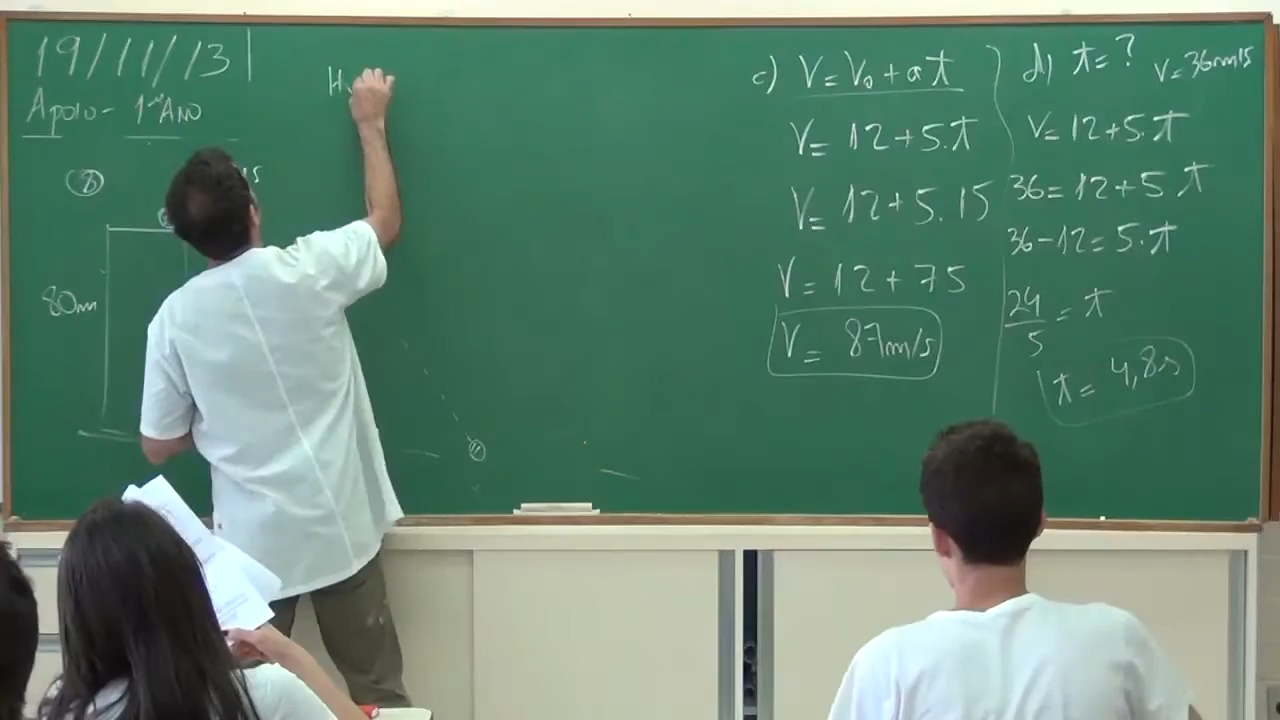 19/11/13
Apolo - 1º Ano
8
80m
H
c) V = V₀ + a t
V = 12 + 5.t
V = 12 + 5. 15
V = 12 + 75
V = 87m/s
d) t = ? V = 36m/s
V = 12 + 5.t
36 = 12 + 5 t
36 - 12 = 5.t
24/5 = t
t = 4,8s